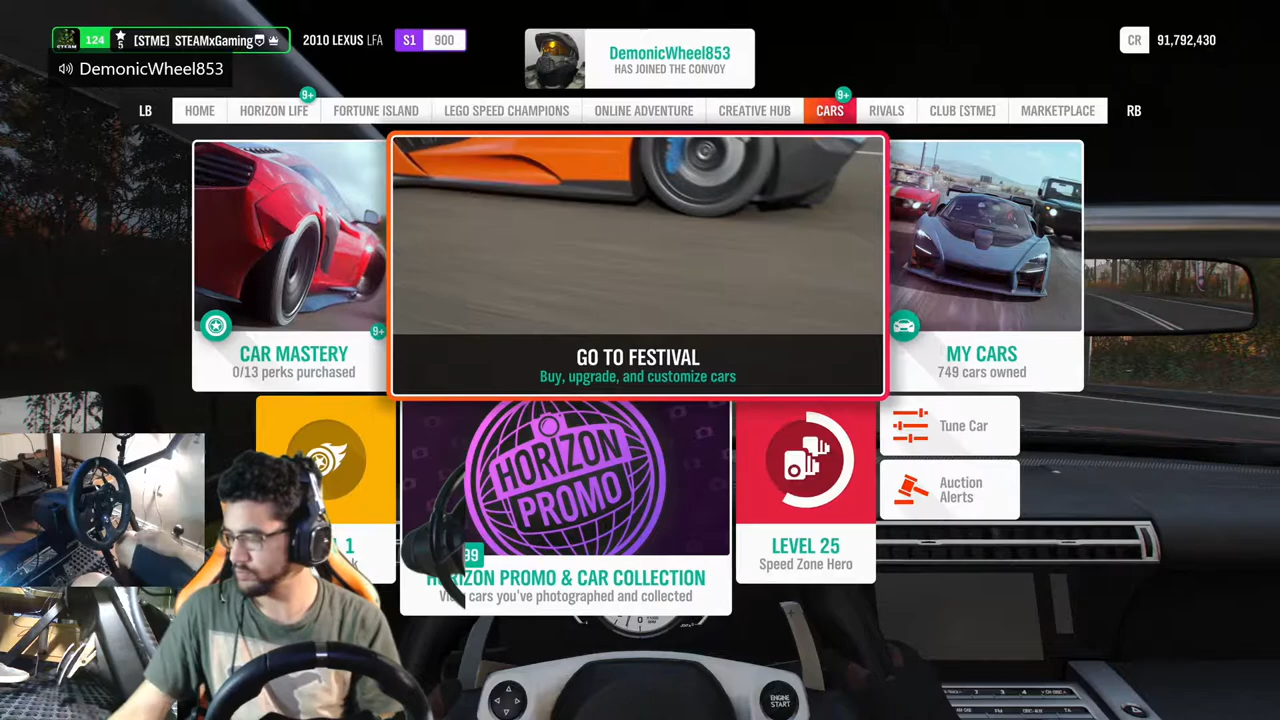 124 5 [STME] STEAMxGaming
2010 LEXUS LFA
S1 900
DemonicWheel853
HAS JOINED THE CONVOY
CR 91,792,430
DemonicWheel853
LB
HOME
9+
HORIZON LIFE
FORTUNE ISLAND
LEGO SPEED CHAMPIONS
ONLINE ADVENTURE
CREATIVE HUB
9+
CARS
RIVALS
CLUB [STME]
MARKETPLACE
RB
9+
CAR MASTERY
0/13 perks purchased
GO TO FESTIVAL
Buy, upgrade, and customize cars
MY CARS
749 cars owned
HORIZON
PROMO
HORIZON PROMO & CAR COLLECTION
cars you've photographed and collected
LEVEL 25
Speed Zone Hero
Tune Car
Auction
Alerts
ENGINE
START